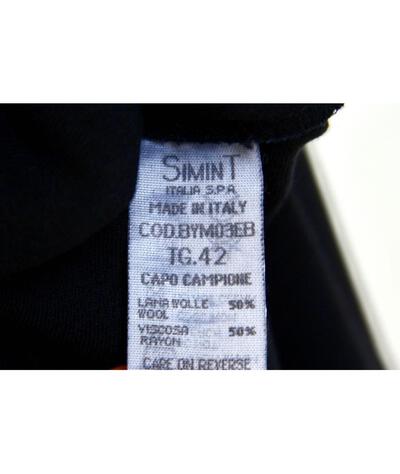 SIMINT
ITALIA S.P.A.
MADE IN ITALY
COD.BYM03EB
TG.42
CAPO CAMPIONE
LANA WOLLE 50%
WOOL
VISCOSA 50%
RAYON
CARE ON REVERSE